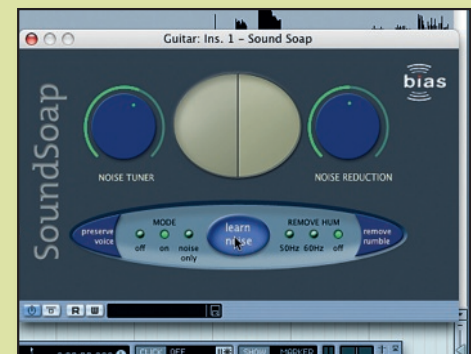 Guitar: Ins. 1 – Sound Soap
bias
SoundSoap
NOISE TUNER
NOISE REDUCTION
preserve voice
MODE
off on noise only
learn noise
REMOVE HUM
50Hz 60Hz off
remove rumble
R W
CLICK OFF
SHOW MARKER